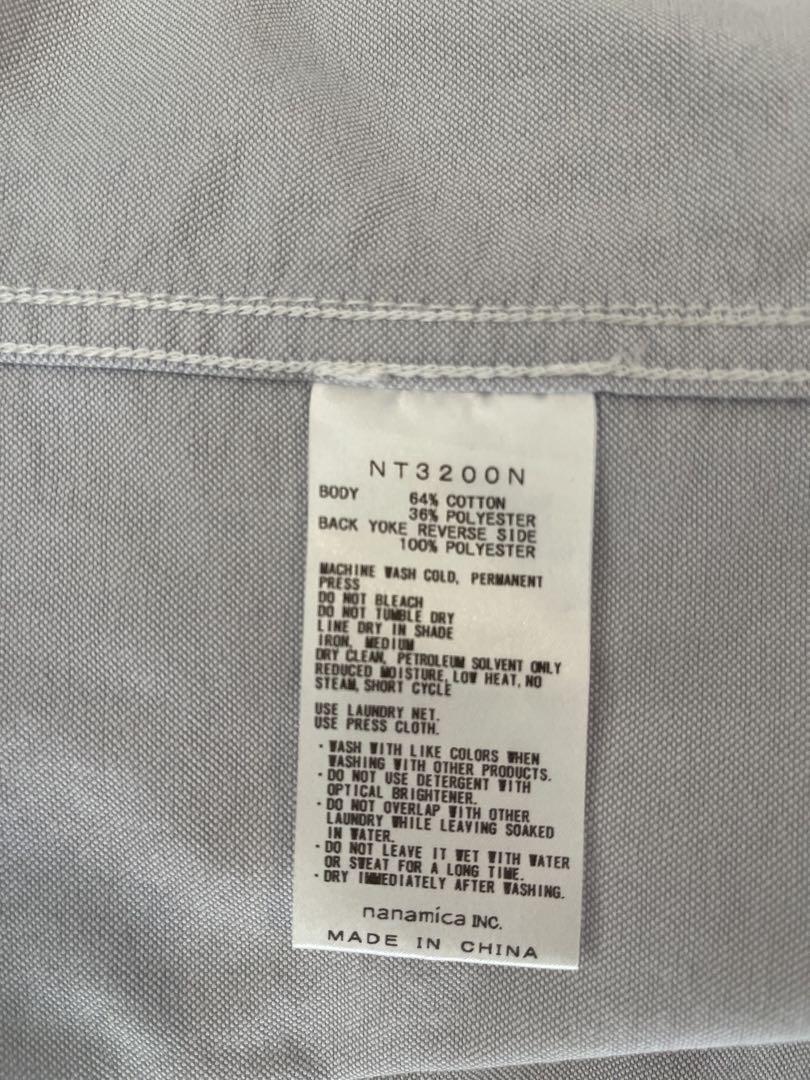 NT3200N
BODY 64% COTTON
36% POLYESTER
BACK YOKE REVERSE SIDE
100% POLYESTER
MACHINE WASH COLD, PERMANENT
PRESS
DO NOT BLEACH
DO NOT TUMBLE DRY
LINE DRY IN SHADE
IRON, MEDIUM
DRY CLEAN, PETROLEUM SOLVENT ONLY
REDUCED MOISTURE, LOW HEAT, NO
STEAM, SHORT CYCLE
USE LAUNDRY NET.
USE PRESS CLOTH.
・WASH WITH LIKE COLORS WHEN
WASHING WITH OTHER PRODUCTS.
・DO NOT USE DETERGENT WITH
OPTICAL BRIGHTENER.
・DO NOT OVERLAP WITH OTHER
LAUNDRY WHILE LEAVING SOAKED
IN WATER.
・DO NOT LEAVE IT WET WITH WATER
OR SWEAT FOR A LONG TIME.
・DRY IMMEDIATELY AFTER WASHING.
nanamica INC.
MADE IN CHINA